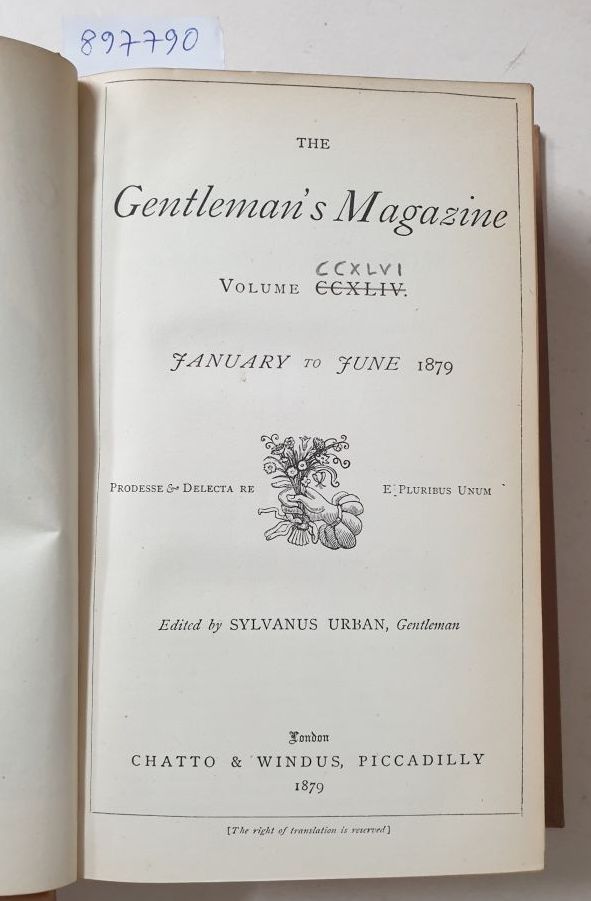 897790
THE
Gentleman's Magazine
CCXLVI
VOLUME CCXLIV.
JANUARY TO JUNE 1879
PRODESSE & DELECTA RE E PLURIBUS UNUM
Edited by SYLVANUS URBAN, Gentleman
London
CHATTO & WINDUS, PICCADILLY
1879
[The right of translation is reserved]